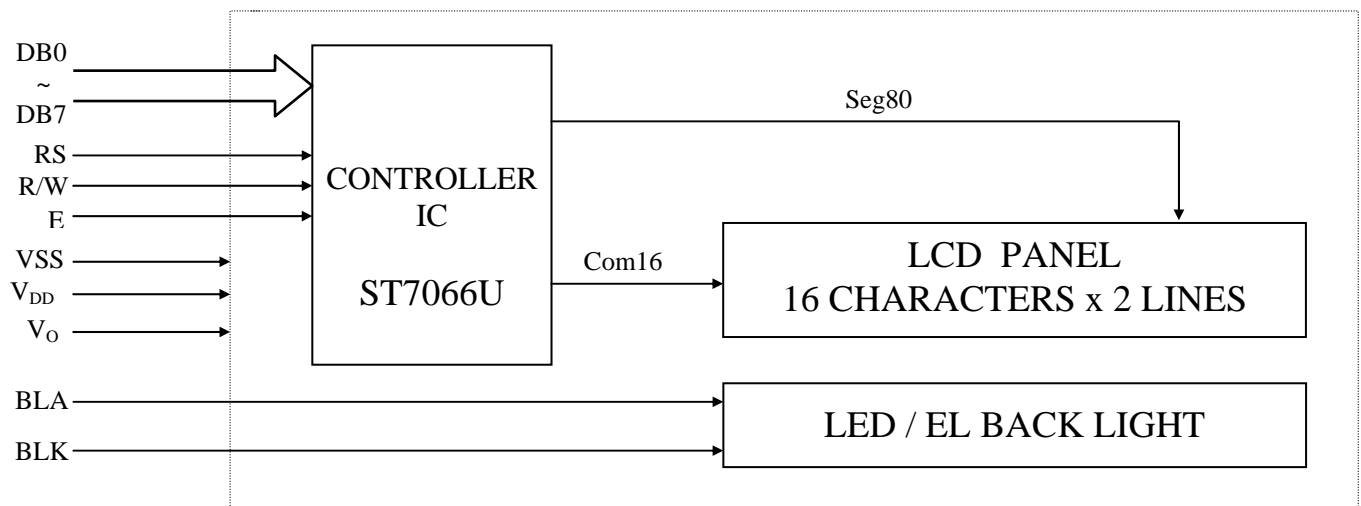 DB0
~
DB7
RS
R/W
E
VSS
VDD
VO
BLA
BLK
CONTROLLER
IC
ST7066U
Seg80
Com16
LCD PANEL
16 CHARACTERS x 2 LINES
LED / EL BACK LIGHT